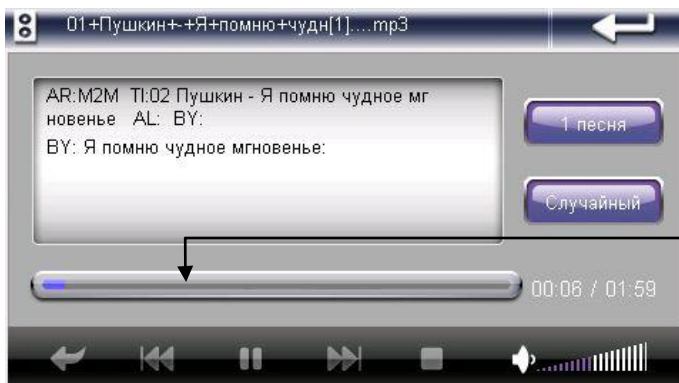 01+Пушкин+-+Я+помню+чудн[1]....mp3
AR:M2M TI:02 Пушкин - Я помню чудное мг
новенье AL: BY:
BY: Я помню чудное мгновенье:
1 песня
Случайный
00:06 / 01:59